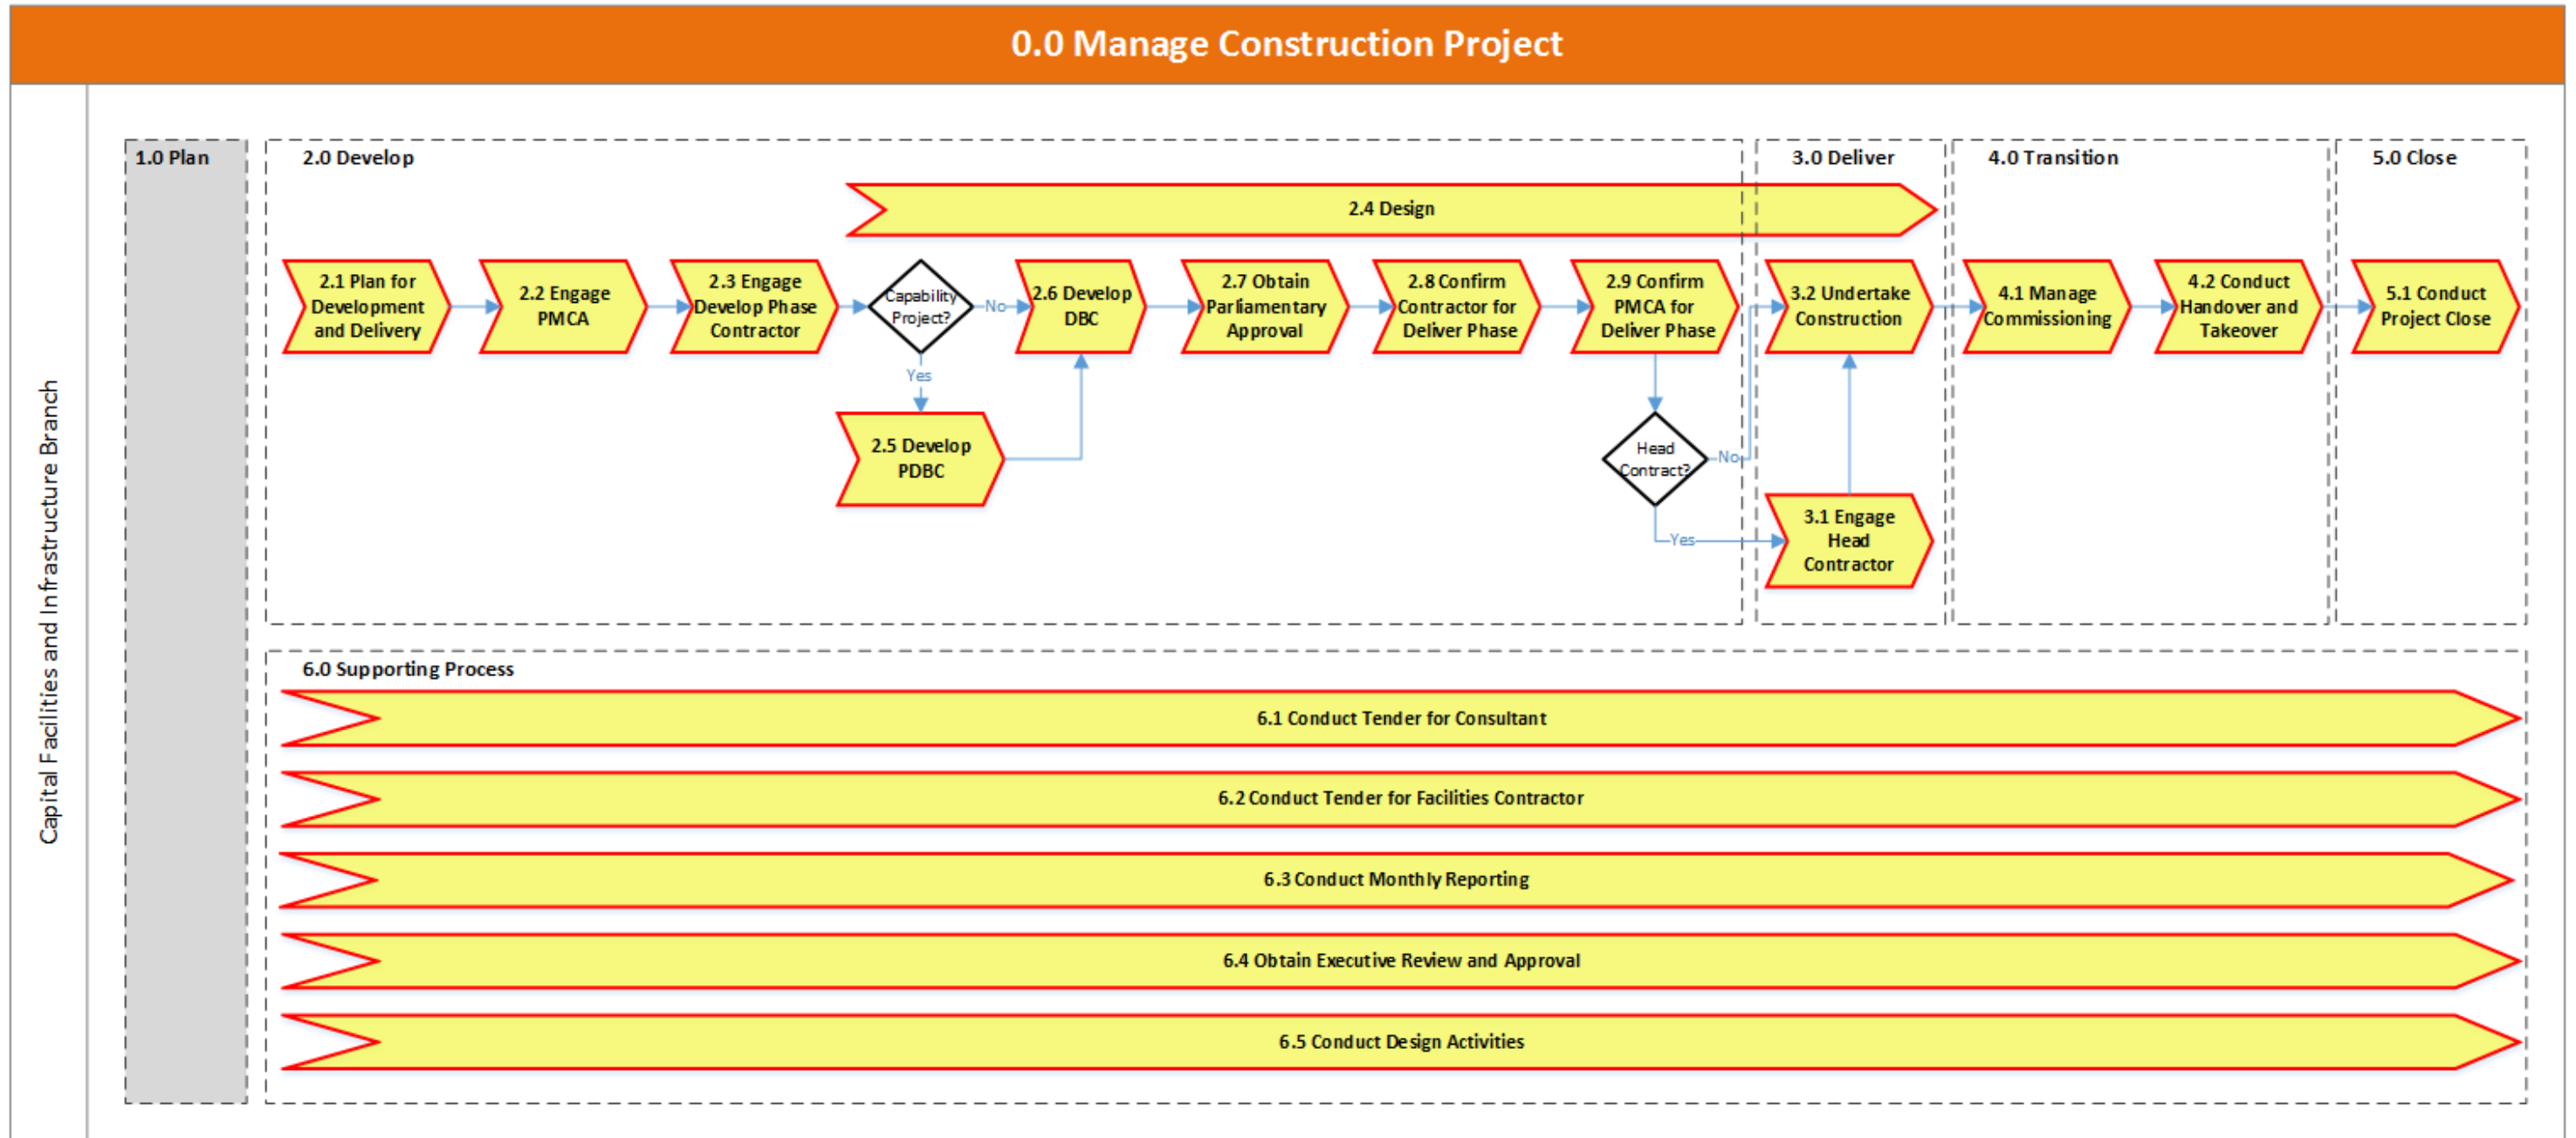 0.0 Manage Construction Project
Capital Facilities and Infrastructure Branch
1.0 Plan
2.0 Develop
3.0 Deliver
4.0 Transition
5.0 Close
2.4 Design
2.1 Plan for
Development
and Delivery
2.2 Engage
PMCA
2.3 Engage
Develop Phase
Contractor
Capability
Project?
No
Yes
2.5 Develop
PDBC
2.6 Develop
DBC
2.7 Obtain
Parliamentary
Approval
2.8 Confirm
Contractor for
Deliver Phase
2.9 Confirm
PMCA for
Deliver Phase
Head
Contract?
No
Yes
3.1 Engage
Head
Contractor
3.2 Undertake
Construction
4.1 Manage
Commissioning
4.2 Conduct
Handover and
Takeover
5.1 Conduct
Project Close
6.0 Supporting Process
6.1 Conduct Tender for Consultant
6.2 Conduct Tender for Facilities Contractor
6.3 Conduct Monthly Reporting
6.4 Obtain Executive Review and Approval
6.5 Conduct Design Activities